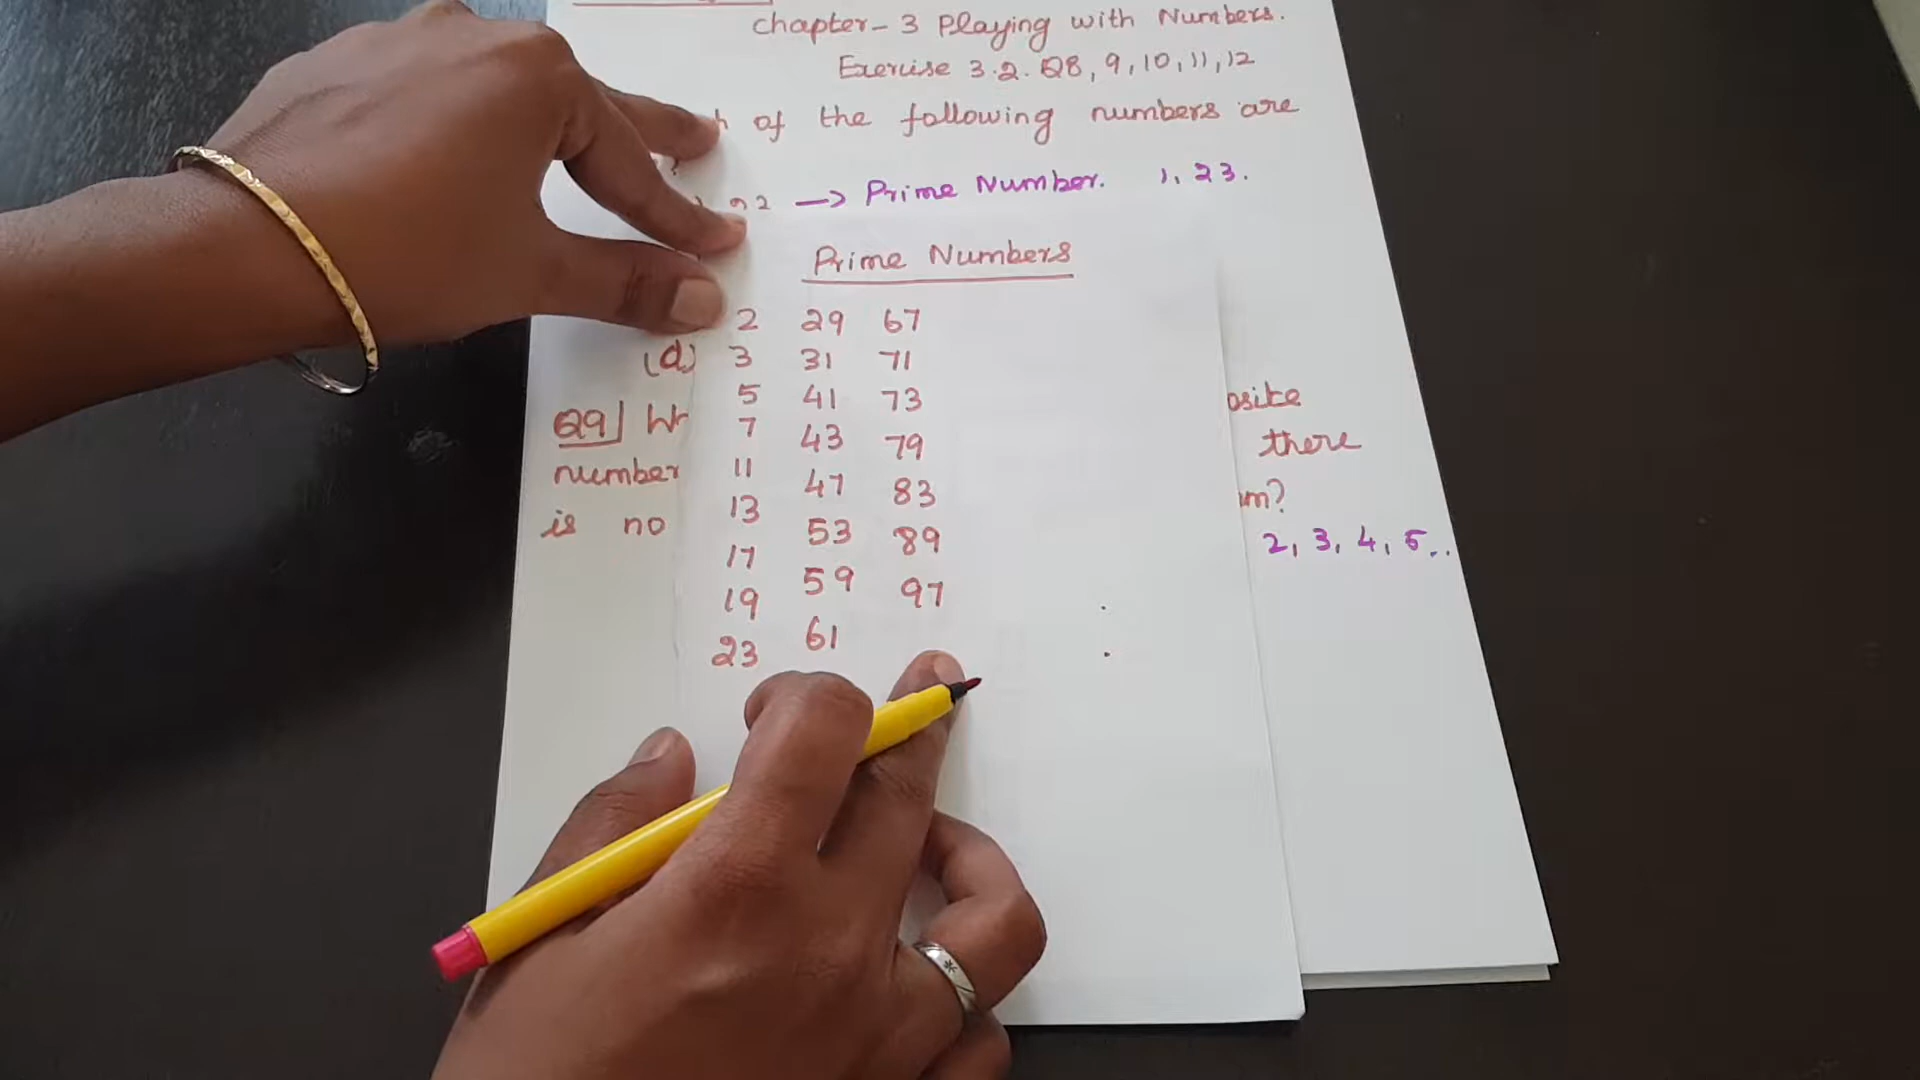 chapter-3 Playing with Numbers.
Exercise 3.2. Q8, 9, 10, 11, 12
of the following numbers are
?
→ Prime Number. 1, 23.
Prime Numbers
2 29 67
3 31 71
5 41 73
7 43 79
11 47 83
13 53 89
17 59 97
19 61
23
(d)
Q9| Wr
number
is no
osite
there
m?
2, 3, 4, 5..